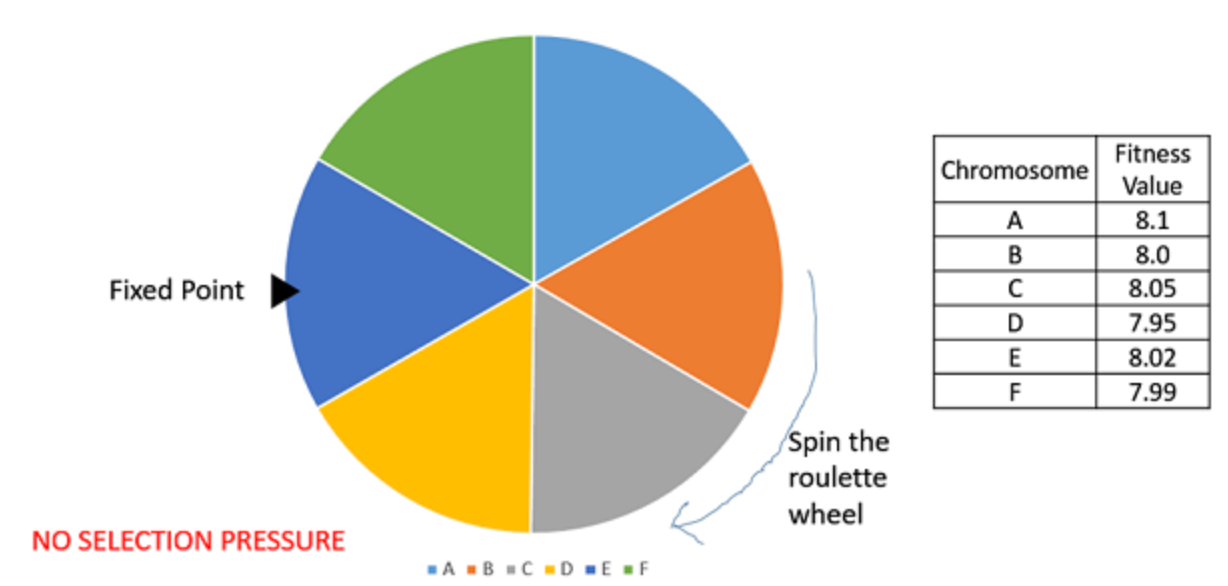 Fixed Point
Spin the
roulette
wheel
NO SELECTION PRESSURE
A B C D E F
Chromosome Fitness
Value
A 8.1
B 8.0
C 8.05
D 7.95
E 8.02
F 7.99